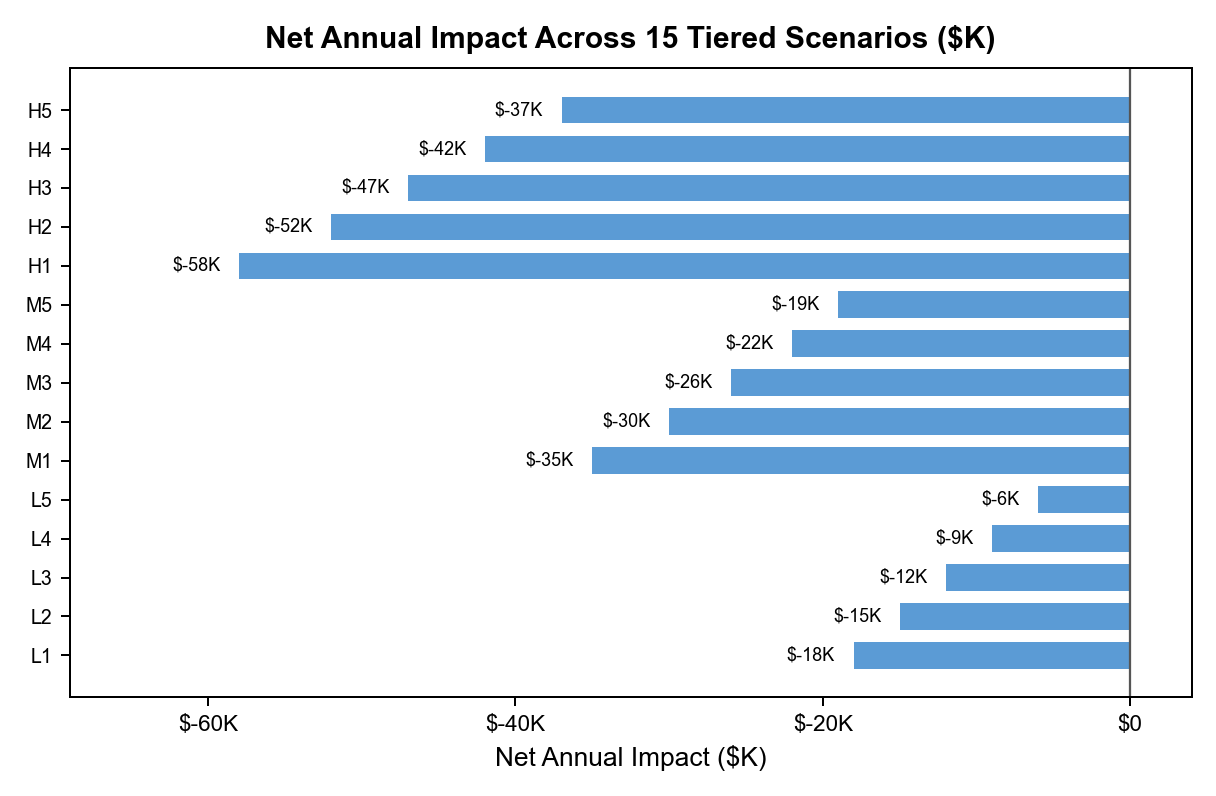 Net Annual Impact Across 15 Tiered Scenarios ($K)
H5 $-37K
H4 $-42K
H3 $-47K
H2 $-52K
H1 $-58K
M5 $-19K
M4 $-22K
M3 $-26K
M2 $-30K
M1 $-35K
L5 $-6K
L4 $-9K
L3 $-12K
L2 $-15K
L1 $-18K
$-60K $-40K $-20K $0
Net Annual Impact ($K)